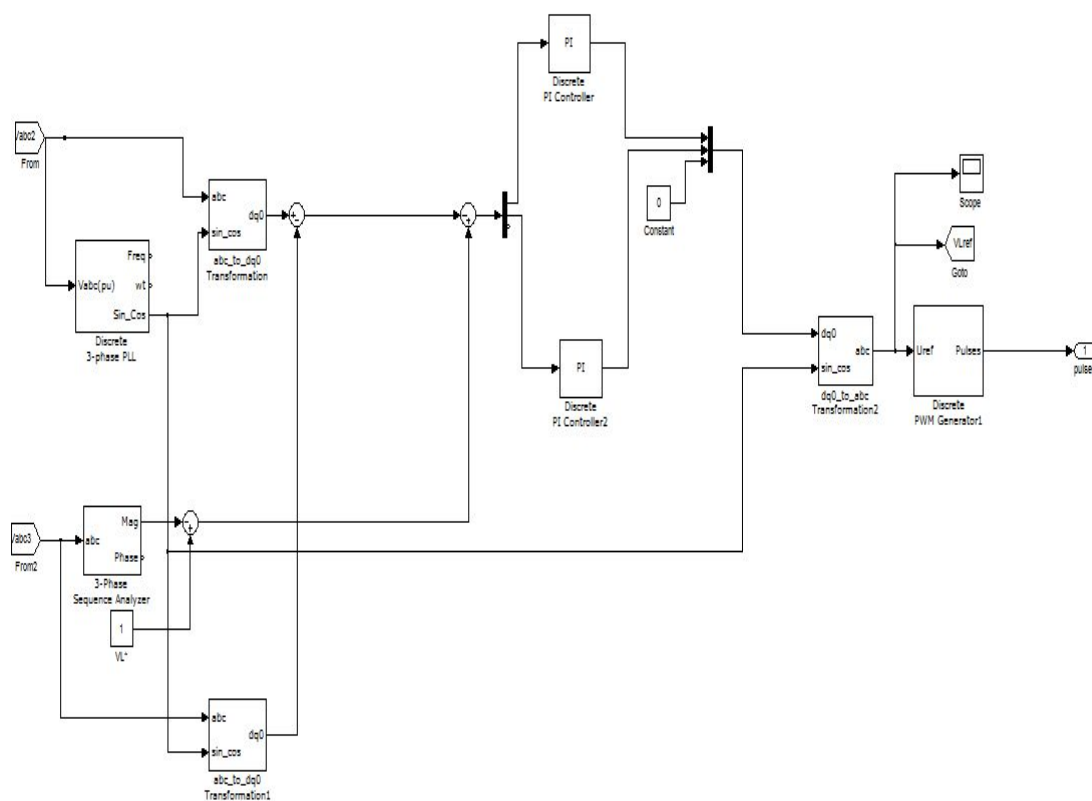 PI
Discrete
PI Controller
Vabc2
From
abc
dq0
sin_cos
abc_to_dq0
Transformation
Freq
Vabc(pu)
wt
Sin_Cos
Discrete
3-phase PLL
0
Constant
Scope
VLref
Goto
PI
Discrete
PI Controller2
dq0
abc
sin_cos
dq0_to_abc
Transformation2
Uref
Pulses
Discrete
PWM Generator1
1
pulse
Vabc3
From2
Mag
abc
Phase
3-Phase
Sequence Analyzer
1
VL*
abc
dq0
sin_cos
abc_to_dq0
Transformation1